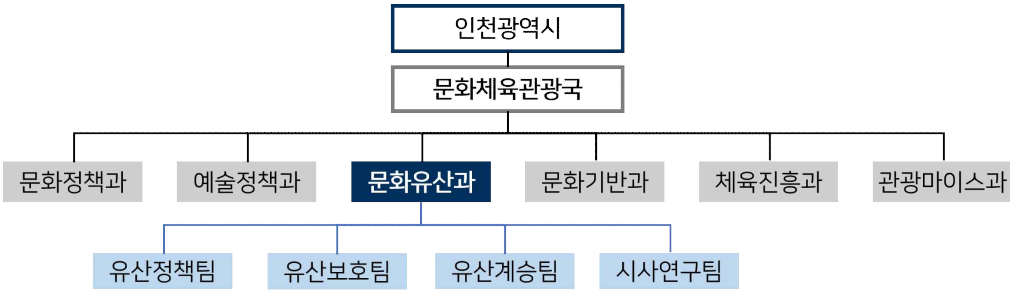 인천광역시
문화체육관광국
문화정책과 예술정책과 문화유산과 문화기반과 체육진흥과 관광마이스과
유산정책팀 유산보호팀 유산계승팀 시사연구팀